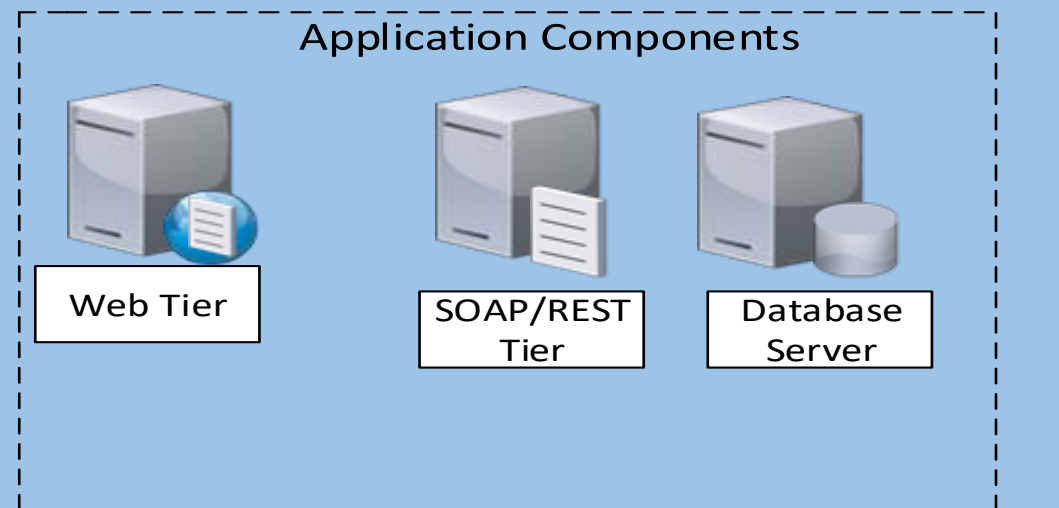 Application Components
Web Tier
SOAP/REST
Tier
Database
Server